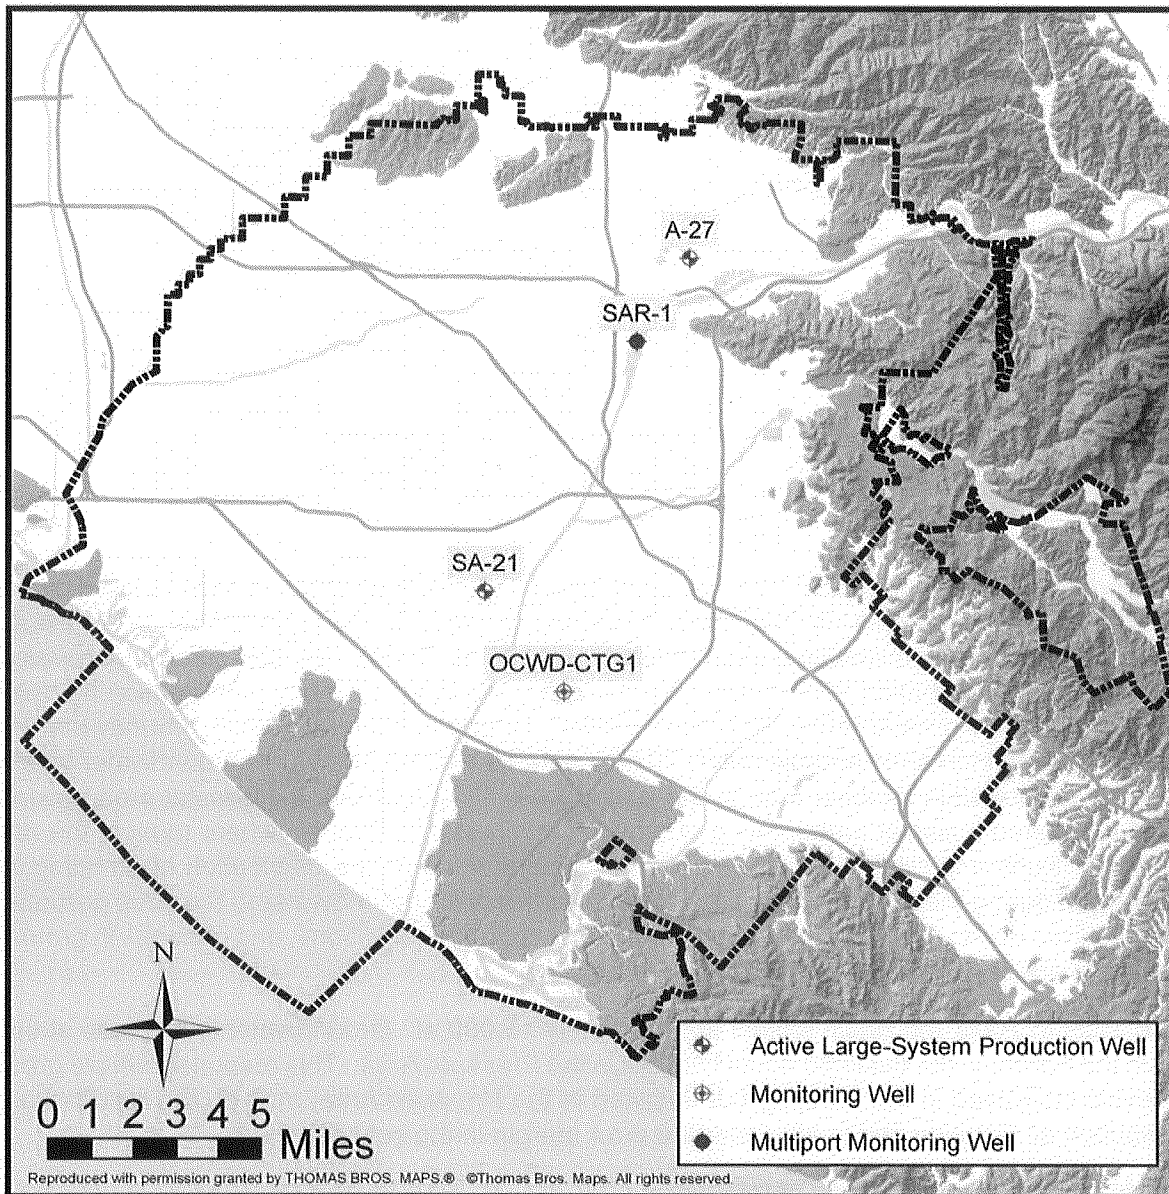 A-27
SAR-1
SA-21
OCWD-CTG1
N
Active Large-System Production Well
Monitoring Well
Multiport Monitoring Well
0 1 2 3 4 5
Miles
Reproduced with permission granted by THOMAS BROS. MAPS.® ©Thomas Bros. Maps. All rights reserved